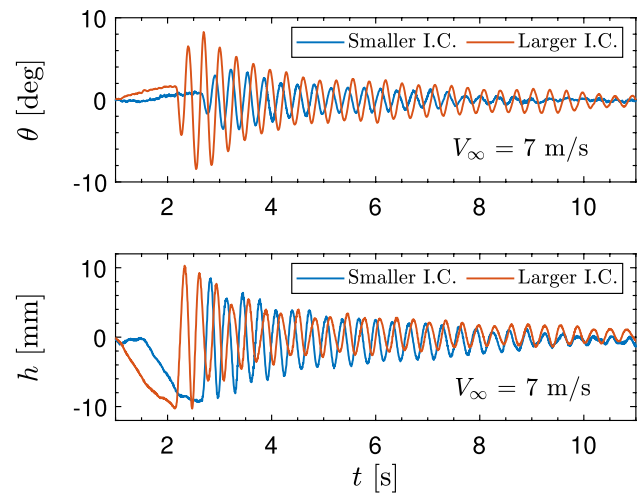 10
0
-10
θ [deg]
Smaller I.C. Larger I.C.
V∞ = 7 m/s
2 4 6 8 10
10
0
-10
h [mm]
Smaller I.C. Larger I.C.
V∞ = 7 m/s
2 4 6 8 10
t [s]